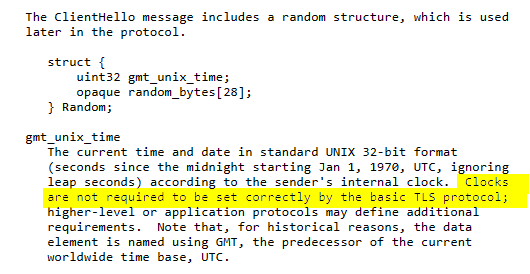 The ClientHello message includes a random structure, which is used
later in the protocol.
struct {
uint32 gmt_unix_time;
opaque random_bytes[28];
} Random;
gmt_unix_time
The current time and date in standard UNIX 32-bit format
(seconds since the midnight starting Jan 1, 1970, UTC, ignoring
leap seconds) according to the sender's internal clock. Clocks
are not required to be set correctly by the basic TLS protocol;
higher-level or application protocols may define additional
requirements. Note that, for historical reasons, the data
element is named using GMT, the predecessor of the current
worldwide time base, UTC.